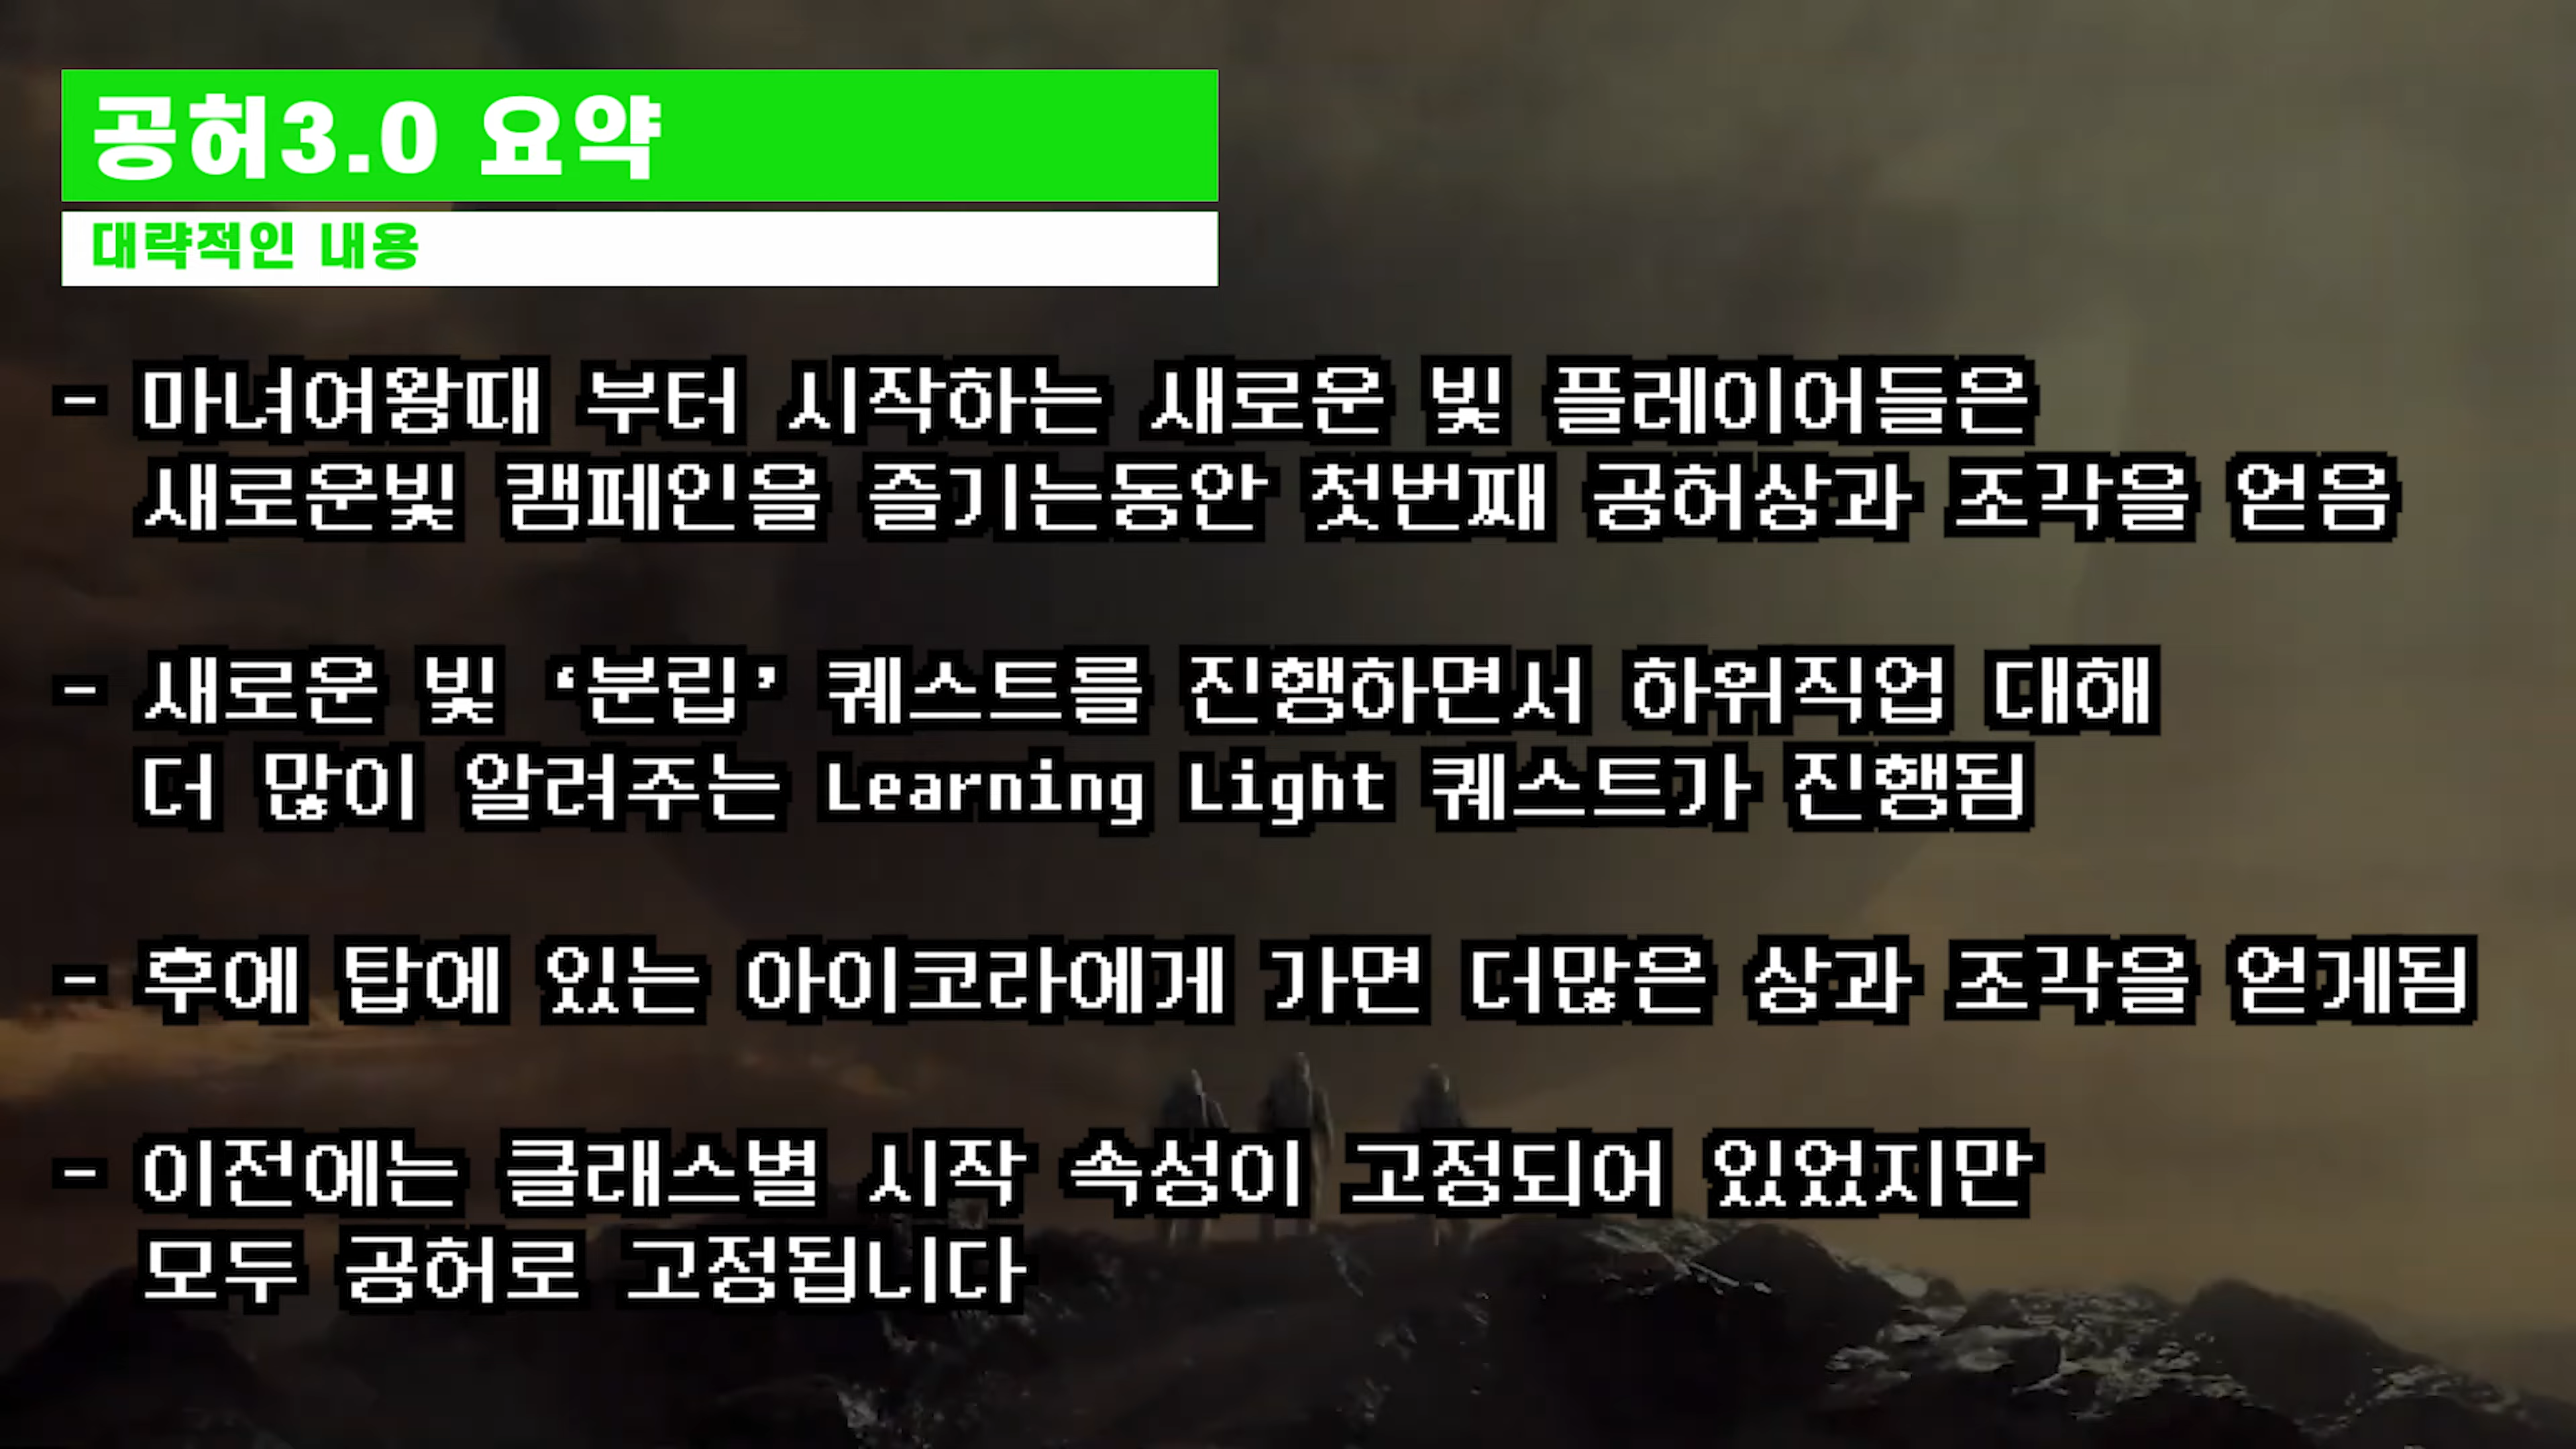 공허3.0 요약
대략적인 내용
- 마녀여왕때 부터 시작하는 새로운 빛 플레이어들은
새로운빛 캠페인을 즐기는동안 첫번째 공허상과 조각을 얻음
- 새로운 빛 ‘분립’ 퀘스트를 진행하면서 하위직업 대해
더 많이 알려주는 Learning Light 퀘스트가 진행됨
- 후에 탑에 있는 아이코라에게 가면 더많은 상과 조각을 얻게됨
- 이전에는 클래스별 시작 속성이 고정되어 있었지만
모두 공허로 고정됩니다